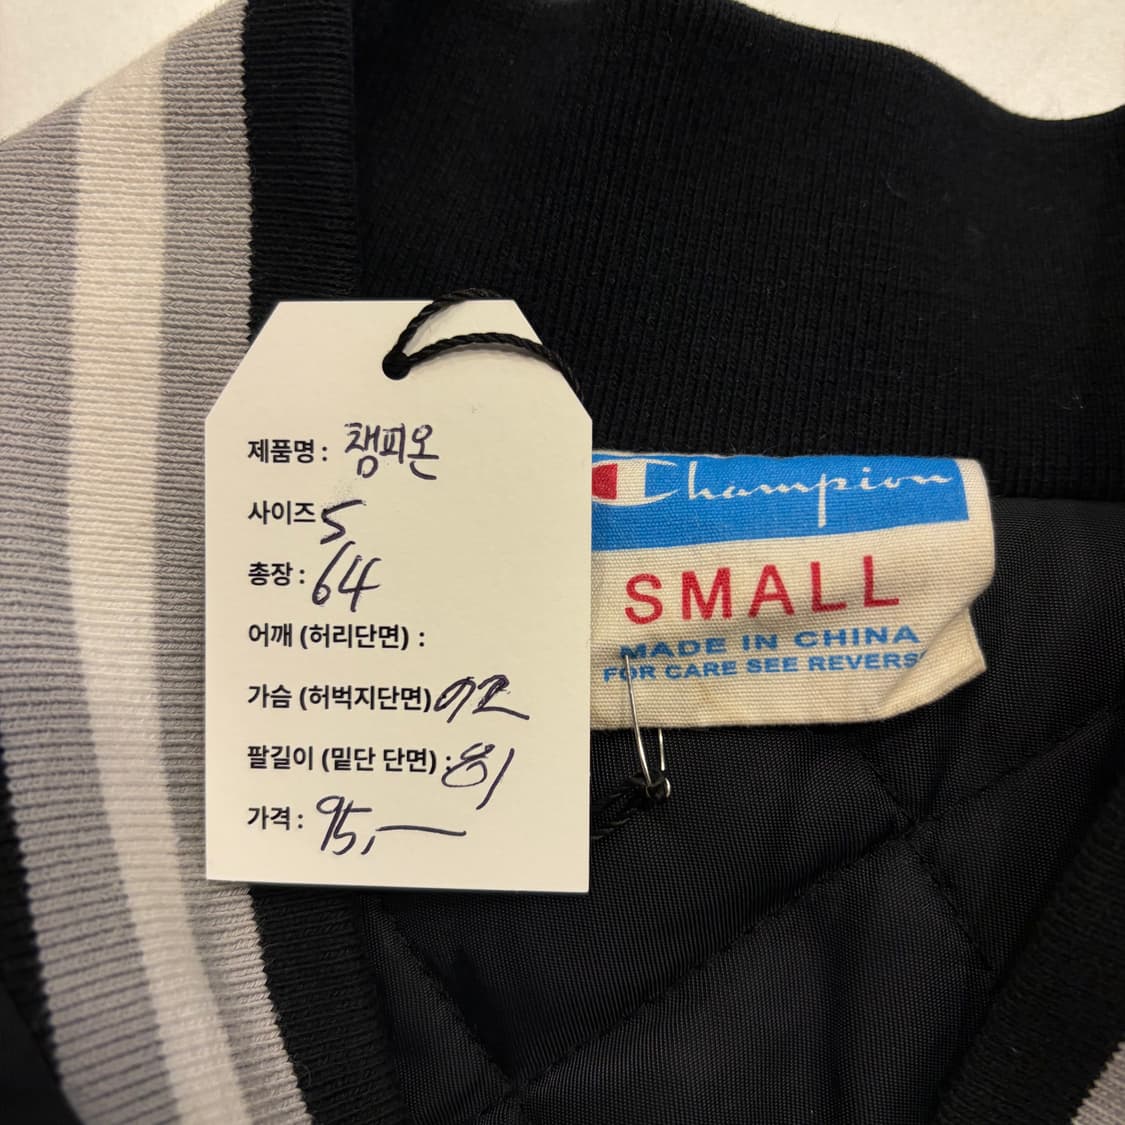 제품명 : 챔피온
사이즈 S
총장 : 64
어깨 (허리단면) :
가슴 (허벅지단면)
팔길이 (밑단 단면) : 81
가격 : 95,—
Champion
SMALL
MADE IN CHINA
FOR CARE SEE REVERS